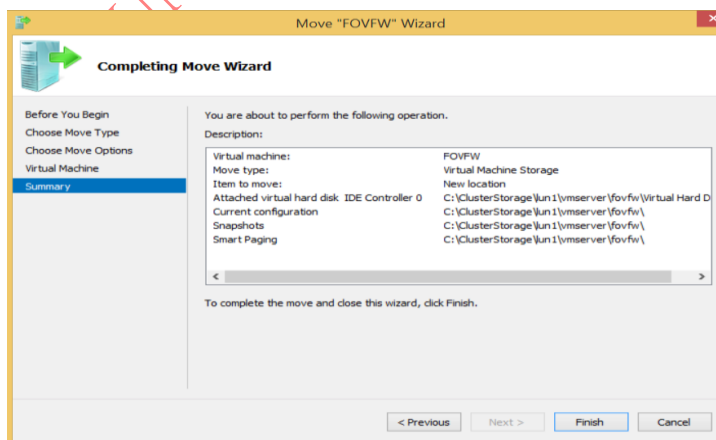 Move "FOVFW" Wizard
Completing Move Wizard
Before You Begin
Choose Move Type
Choose Move Options
Virtual Machine
Summary
You are about to perform the following operation.
Description:
Virtual machine: FOVFW
Move type: Virtual Machine Storage
Item to move: New location
Attached virtual hard disk IDE Controller 0 C:\ClusterStorage\lun1\vmserver\fovfw\Virtual Hard D
Current configuration C:\ClusterStorage\lun1\vmserver\fovfw\
Snapshots C:\ClusterStorage\lun1\vmserver\fovfw\
Smart Paging C:\ClusterStorage\lun1\vmserver\fovfw\
To complete the move and close this wizard, click Finish.
< Previous Next > Finish Cancel